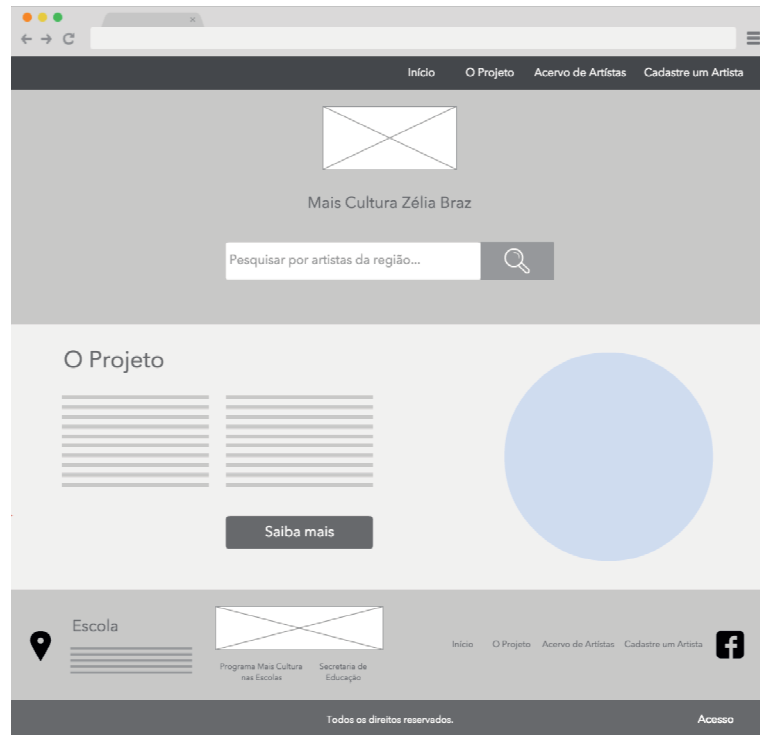 Início O Projeto Acervo de Artístas Cadastre um Artista
Mais Cultura Zélia Braz
Pesquisar por artistas da região...
O Projeto
Saiba mais
Escola
Programa Mais Cultura
nas Escolas
Secretaria de
Educação
Início O Projeto Acervo de Artístas Cadastre um Artista
Todos os direitos reservados.
Acesso